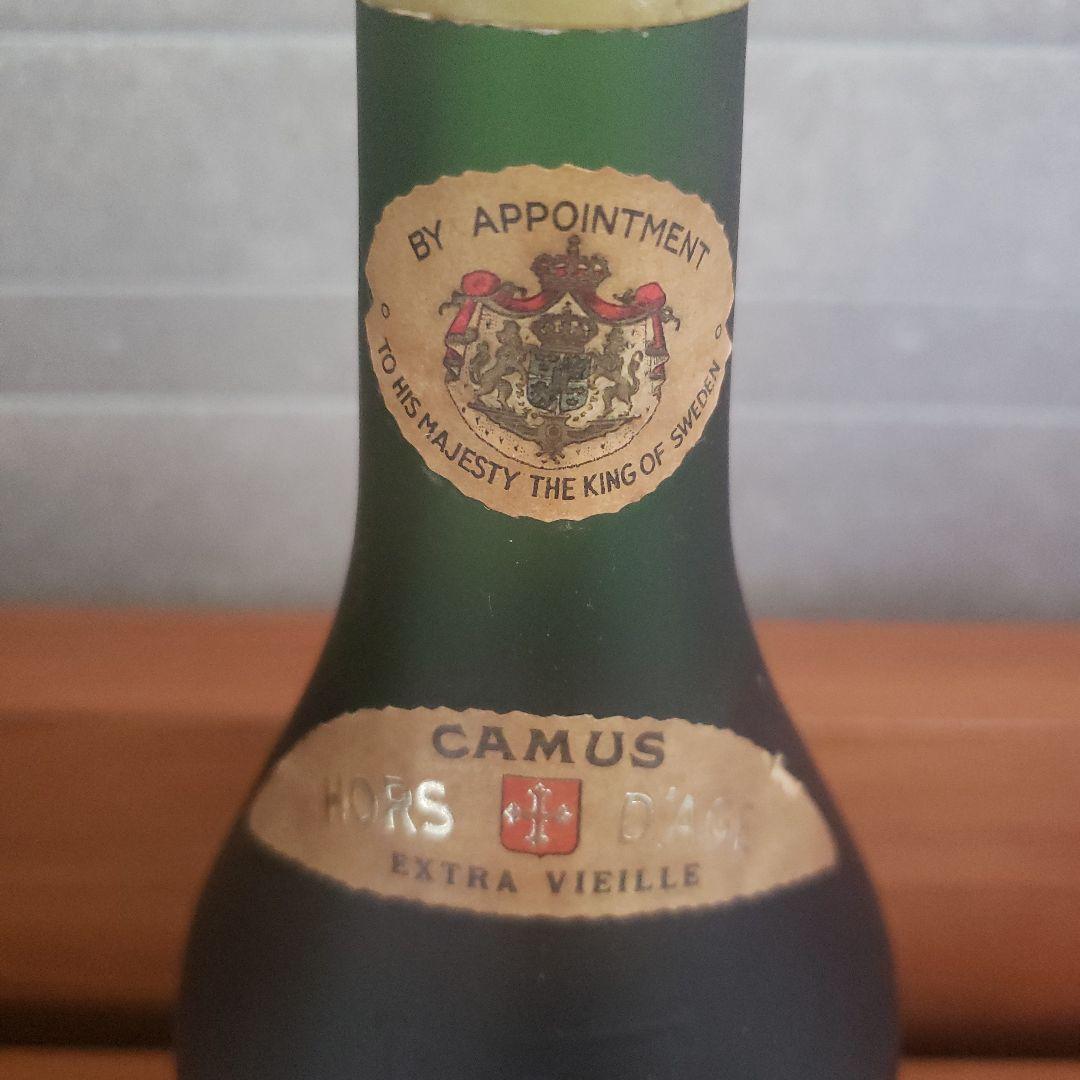 BY APPOINTMENT
TO HIS MAJESTY THE KING OF SWEDEN
CAMUS
HORS D'AGE
EXTRA VIEILLE